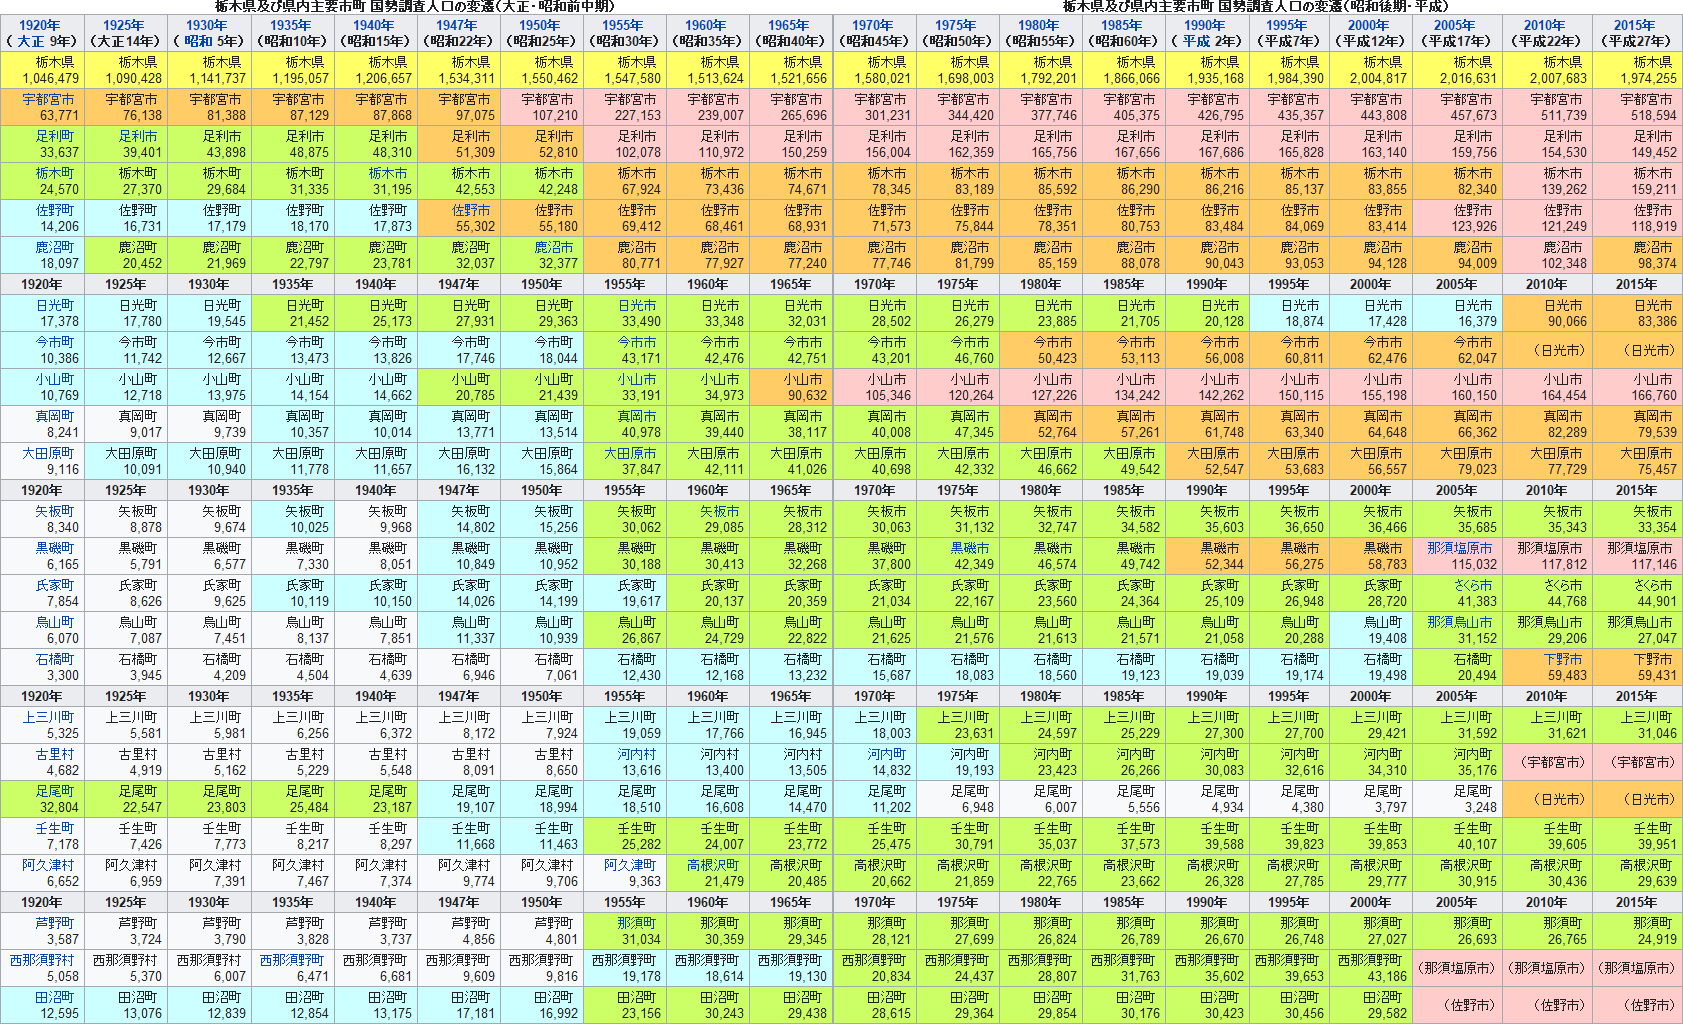 栃木県及び県内主要市町 国勢調査人口の変遷（大正・昭和前中期） 栃木県及び県内主要市町 国勢調査人口の変遷（昭和後期・平成）
1920年 1925年 1930年 1935年 1940年 1947年 1950年 1955年 1960年 1965年 1970年 1975年 1980年 1985年 1990年 1995年 2000年 2005年 2010年 2015年
（ 大正 9年） （大正14年） （ 昭和 5年） （昭和10年） （昭和15年） （昭和22年） （昭和25年） （昭和30年） （昭和35年） （昭和40年） （昭和45年） （昭和50年） （昭和55年） （昭和60年） （ 平成 2年） （平成7年） （平成12年） （平成17年） （平成22年） （平成27年）
栃木県 栃木県 栃木県 栃木県 栃木県 栃木県 栃木県 栃木県 栃木県 栃木県 栃木県 栃木県 栃木県 栃木県 栃木県 栃木県 栃木県 栃木県 栃木県 栃木県
1,046,479 1,090,428 1,141,737 1,195,057 1,206,657 1,534,311 1,550,462 1,547,580 1,513,624 1,521,656 1,580,021 1,698,003 1,792,201 1,866,066 1,935,168 1,984,390 2,004,817 2,016,631 2,007,683 1,974,255
宇都宮市 宇都宮市 宇都宮市 宇都宮市 宇都宮市 宇都宮市 宇都宮市 宇都宮市 宇都宮市 宇都宮市 宇都宮市 宇都宮市 宇都宮市 宇都宮市 宇都宮市 宇都宮市 宇都宮市 宇都宮市 宇都宮市 宇都宮市
63,771 76,138 81,388 87,129 87,868 97,075 107,210 227,153 239,007 265,696 301,231 344,420 377,746 405,375 426,795 435,357 443,808 457,673 511,739 518,594
足利町 足利市 足利市 足利市 足利市 足利市 足利市 足利市 足利市 足利市 足利市 足利市 足利市 足利市 足利市 足利市 足利市 足利市 足利市 足利市
33,637 39,401 43,898 48,875 48,310 51,309 52,810 102,078 110,972 150,259 156,004 162,359 165,756 167,656 167,686 165,828 163,140 159,756 154,530 149,452
栃木町 栃木町 栃木町 栃木町 栃木市 栃木市 栃木市 栃木市 栃木市 栃木市 栃木市 栃木市 栃木市 栃木市 栃木市 栃木市 栃木市 栃木市 栃木市 栃木市
24,570 27,370 29,684 31,335 31,195 42,553 42,248 67,924 73,436 74,671 78,345 83,189 85,592 86,290 86,216 85,137 83,855 82,340 139,262 159,211
佐野町 佐野町 佐野町 佐野町 佐野町 佐野市 佐野市 佐野市 佐野市 佐野市 佐野市 佐野市 佐野市 佐野市 佐野市 佐野市 佐野市 佐野市 佐野市 佐野市
14,206 16,731 17,179 18,170 17,873 55,302 55,180 69,412 68,461 68,931 71,573 75,844 78,351 80,753 83,484 84,069 83,414 123,926 121,249 118,919
鹿沼町 鹿沼町 鹿沼町 鹿沼町 鹿沼町 鹿沼町 鹿沼市 鹿沼市 鹿沼市 鹿沼市 鹿沼市 鹿沼市 鹿沼市 鹿沼市 鹿沼市 鹿沼市 鹿沼市 鹿沼市 鹿沼市 鹿沼市
18,097 20,452 21,969 22,797 23,781 32,037 32,377 80,771 77,927 77,240 77,746 81,799 85,159 88,078 90,043 93,053 94,128 94,009 102,348 98,374
1920年 1925年 1930年 1935年 1940年 1947年 1950年 1955年 1960年 1965年 1970年 1975年 1980年 1985年 1990年 1995年 2000年 2005年 2010年 2015年
日光町 日光町 日光町 日光町 日光町 日光町 日光町 日光市 日光市 日光市 日光市 日光市 日光市 日光市 日光市 日光市 日光市 日光市 日光市 日光市
17,378 17,780 19,545 21,452 25,173 27,931 29,363 33,490 33,348 32,031 28,502 26,279 23,885 21,705 20,128 18,874 17,428 16,379 90,066 83,386
今市町 今市町 今市町 今市町 今市町 今市町 今市町 今市市 今市市 今市市 今市市 今市市 今市市 今市市 今市市 今市市 今市市 今市市 （日光市） （日光市）
10,386 11,742 12,667 13,473 13,826 17,746 18,044 43,171 42,476 42,751 43,201 46,760 50,423 53,113 56,008 60,811 62,476 62,047
小山町 小山町 小山町 小山町 小山町 小山町 小山町 小山市 小山市 小山市 小山市 小山市 小山市 小山市 小山市 小山市 小山市 小山市 小山市 小山市
10,769 12,718 13,975 14,154 14,662 20,785 21,439 33,191 34,973 90,632 105,346 120,264 127,226 134,242 142,262 150,115 155,198 160,150 164,454 166,760
真岡町 真岡町 真岡町 真岡町 真岡町 真岡町 真岡町 真岡市 真岡市 真岡市 真岡市 真岡市 真岡市 真岡市 真岡市 真岡市 真岡市 真岡市 真岡市 真岡市
8,241 9,017 9,739 10,357 10,014 13,771 13,514 40,978 39,440 38,117 40,008 47,345 52,764 57,261 61,748 63,340 64,648 66,362 82,289 79,539
大田原町 大田原町 大田原町 大田原町 大田原町 大田原町 大田原町 大田原市 大田原市 大田原市 大田原市 大田原市 大田原市 大田原市 大田原市 大田原市 大田原市 大田原市 大田原市 大田原市
9,116 10,091 10,940 11,778 11,657 16,132 15,864 37,847 42,111 41,026 40,698 42,332 46,662 49,542 52,547 53,683 56,557 79,023 77,729 75,457
1920年 1925年 1930年 1935年 1940年 1947年 1950年 1955年 1960年 1965年 1970年 1975年 1980年 1985年 1990年 1995年 2000年 2005年 2010年 2015年
矢板町 矢板町 矢板町 矢板町 矢板町 矢板町 矢板町 矢板町 矢板市 矢板市 矢板市 矢板市 矢板市 矢板市 矢板市 矢板市 矢板市 矢板市 矢板市 矢板市
8,340 8,878 9,674 10,025 9,968 14,802 15,256 30,062 29,085 28,312 30,063 31,132 32,747 34,582 35,603 36,650 36,466 35,685 35,343 33,354
黒磯町 黒磯町 黒磯町 黒磯町 黒磯町 黒磯町 黒磯町 黒磯町 黒磯町 黒磯町 黒磯町 黒磯市 黒磯市 黒磯市 黒磯市 黒磯市 黒磯市 那須塩原市 那須塩原市 那須塩原市
6,165 5,791 6,577 7,330 8,051 10,849 10,952 30,188 30,413 32,268 37,800 42,349 46,574 49,742 52,344 56,275 58,783 115,032 117,812 117,146
氏家町 氏家町 氏家町 氏家町 氏家町 氏家町 氏家町 氏家町 氏家町 氏家町 氏家町 氏家町 氏家町 氏家町 氏家町 氏家町 氏家町 さくら市 さくら市 さくら市
7,854 8,626 9,625 10,119 10,150 14,026 14,199 19,617 20,137 20,359 21,034 22,167 23,560 24,364 25,109 26,948 28,720 41,383 44,768 44,901
烏山町 烏山町 烏山町 烏山町 烏山町 烏山町 烏山町 烏山町 烏山町 烏山町 烏山町 烏山町 烏山町 烏山町 烏山町 烏山町 烏山町 那須烏山市 那須烏山市 那須烏山市
6,070 7,087 7,451 8,137 7,851 11,337 10,939 26,867 24,729 22,822 21,625 21,576 21,613 21,571 21,058 20,288 19,408 31,152 29,206 27,047
石橋町 石橋町 石橋町 石橋町 石橋町 石橋町 石橋町 石橋町 石橋町 石橋町 石橋町 石橋町 石橋町 石橋町 石橋町 石橋町 石橋町 石橋町 下野市 下野市
3,300 3,945 4,209 4,504 4,639 6,946 7,061 12,430 12,168 13,232 15,687 18,083 18,560 19,123 19,039 19,174 19,498 20,494 59,483 59,431
1920年 1925年 1930年 1935年 1940年 1947年 1950年 1955年 1960年 1965年 1970年 1975年 1980年 1985年 1990年 1995年 2000年 2005年 2010年 2015年
上三川町 上三川町 上三川町 上三川町 上三川町 上三川町 上三川町 上三川町 上三川町 上三川町 上三川町 上三川町 上三川町 上三川町 上三川町 上三川町 上三川町 上三川町 上三川町 上三川町
5,325 5,581 5,981 6,256 6,372 8,172 7,924 19,059 17,766 16,945 18,003 23,631 24,597 25,229 27,300 27,700 29,421 31,592 31,621 31,046
古里村 古里村 古里村 古里村 古里村 古里村 古里村 河内村 河内村 河内村 河内町 河内町 河内町 河内町 河内町 河内町 河内町 河内町 （宇都宮市） （宇都宮市）
4,682 4,919 5,162 5,229 5,548 8,091 8,650 13,616 13,400 13,505 14,832 19,193 23,423 26,266 30,083 32,616 34,310 35,176
足尾町 足尾町 足尾町 足尾町 足尾町 足尾町 足尾町 足尾町 足尾町 足尾町 足尾町 足尾町 足尾町 足尾町 足尾町 足尾町 足尾町 足尾町 （日光市） （日光市）
32,804 22,547 23,803 25,484 23,187 19,107 18,994 18,510 16,608 14,470 11,202 6,948 6,007 5,556 4,934 4,380 3,797 3,248
壬生町 壬生町 壬生町 壬生町 壬生町 壬生町 壬生町 壬生町 壬生町 壬生町 壬生町 壬生町 壬生町 壬生町 壬生町 壬生町 壬生町 壬生町 壬生町 壬生町
7,178 7,426 7,773 8,217 8,297 11,668 11,463 25,282 24,007 23,772 25,475 30,791 35,037 37,573 39,588 39,823 39,853 40,107 39,605 39,951
阿久津村 阿久津村 阿久津村 阿久津村 阿久津村 阿久津村 阿久津村 阿久津町 高根沢町 高根沢町 高根沢町 高根沢町 高根沢町 高根沢町 高根沢町 高根沢町 高根沢町 高根沢町 高根沢町 高根沢町
6,652 6,959 7,391 7,467 7,374 9,774 9,706 9,363 21,479 20,485 20,662 21,859 22,765 23,662 26,328 27,785 29,777 30,915 30,436 29,639
1920年 1925年 1930年 1935年 1940年 1947年 1950年 1955年 1960年 1965年 1970年 1975年 1980年 1985年 1990年 1995年 2000年 2005年 2010年 2015年
芦野町 芦野町 芦野町 芦野町 芦野町 芦野町 芦野町 那須町 那須町 那須町 那須町 那須町 那須町 那須町 那須町 那須町 那須町 那須町 那須町 那須町
3,587 3,724 3,790 3,828 3,737 4,856 4,801 31,034 30,359 29,345 28,121 27,699 26,824 26,789 26,670 26,748 27,027 26,693 26,765 24,919
西那須野村 西那須野村 西那須野村 西那須野町 西那須野町 西那須野町 西那須野町 西那須野町 西那須野町 西那須野町 西那須野町 西那須野町 西那須野町 西那須野町 西那須野町 西那須野町 西那須野町 （那須塩原市） （那須塩原市） （那須塩原市）
5,058 5,370 6,007 6,471 6,681 9,609 9,816 19,178 18,614 19,130 20,834 24,437 28,807 31,763 35,602 39,653 43,186
田沼町 田沼町 田沼町 田沼町 田沼町 田沼町 田沼町 田沼町 田沼町 田沼町 田沼町 田沼町 田沼町 田沼町 田沼町 田沼町 田沼町 （佐野市） （佐野市） （佐野市）
12,595 13,076 12,839 12,854 13,175 17,181 16,992 23,156 30,243 29,438 28,615 29,364 29,854 30,176 30,423 30,456 29,582